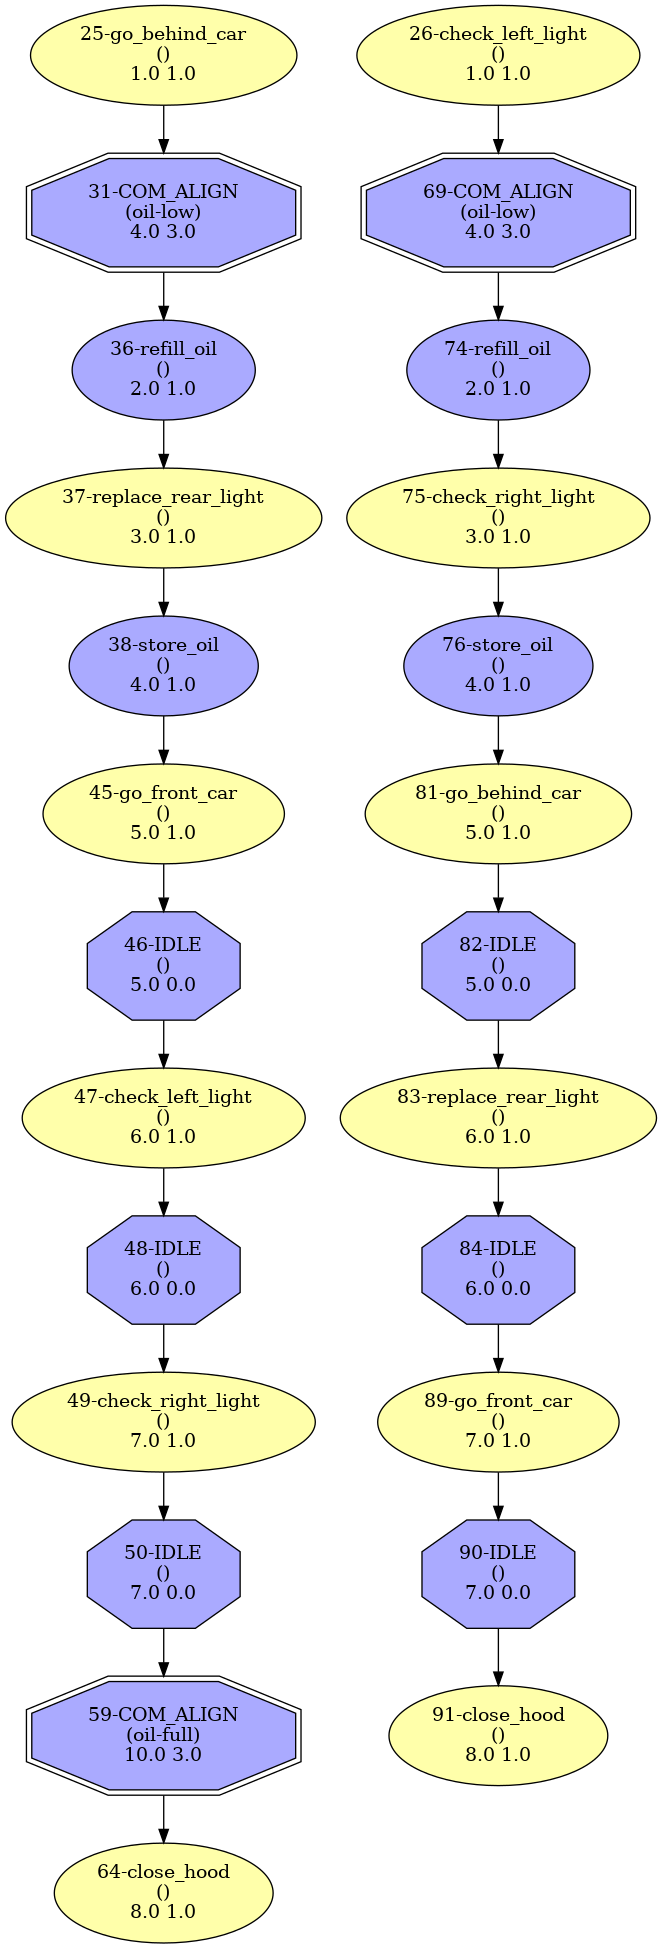 25-go_behind_car
()
1.0 1.0
31-COM_ALIGN
(oil-low)
4.0 3.0
36-refill_oil
()
2.0 1.0
37-replace_rear_light
()
3.0 1.0
38-store_oil
()
4.0 1.0
45-go_front_car
()
5.0 1.0
46-IDLE
()
5.0 0.0
47-check_left_light
()
6.0 1.0
48-IDLE
()
6.0 0.0
49-check_right_light
()
7.0 1.0
50-IDLE
()
7.0 0.0
59-COM_ALIGN
(oil-full)
10.0 3.0
64-close_hood
()
8.0 1.0
26-check_left_light
()
1.0 1.0
69-COM_ALIGN
(oil-low)
4.0 3.0
74-refill_oil
()
2.0 1.0
75-check_right_light
()
3.0 1.0
76-store_oil
()
4.0 1.0
81-go_behind_car
()
5.0 1.0
82-IDLE
()
5.0 0.0
83-replace_rear_light
()
6.0 1.0
84-IDLE
()
6.0 0.0
89-go_front_car
()
7.0 1.0
90-IDLE
()
7.0 0.0
91-close_hood
()
8.0 1.0